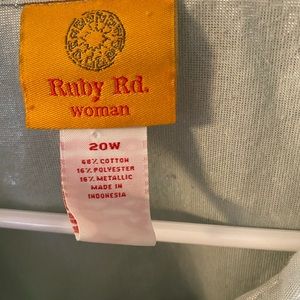 Ruby Rd.
woman
20W
68% COTTON
16% POLYESTER
16% METALLIC
MADE IN
INDONESIA